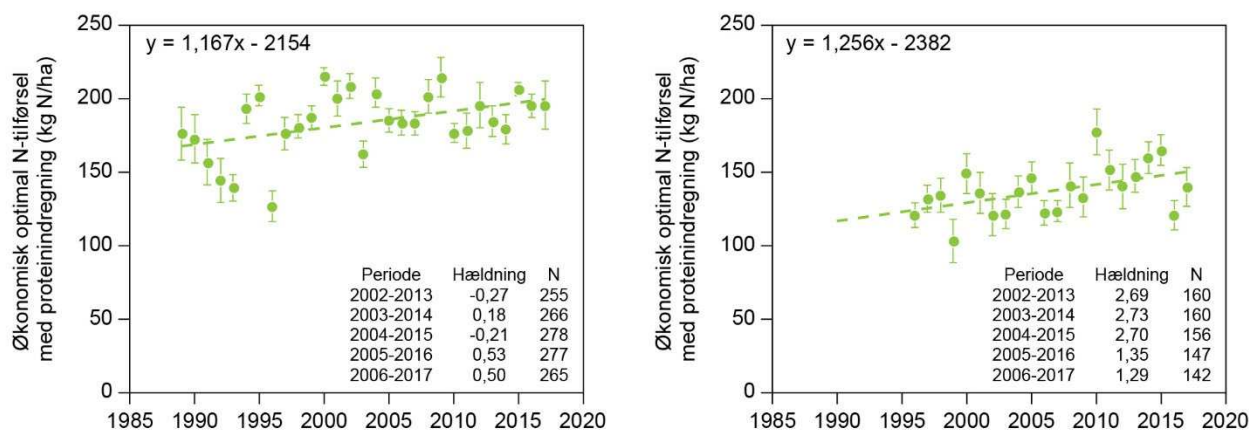 Økonomisk optimal N-tilførsel
med proteinindregning (kg N/ha)
250
200
150
100
50
0
y = 1,167x - 2154
Periode Hældning N
2002-2013 -0,27 255
2003-2014 0,18 266
2004-2015 -0,21 278
2005-2016 0,53 277
2006-2017 0,50 265
1985 1990 1995 2000 2005 2010 2015 2020
Økonomisk optimal N-tilførsel
med proteinindregning (kg N/ha)
250
200
150
100
50
0
y = 1,256x - 2382
Periode Hældning N
2002-2013 2,69 160
2003-2014 2,73 160
2004-2015 2,70 156
2005-2016 1,35 147
2006-2017 1,29 142
1985 1990 1995 2000 2005 2010 2015 2020